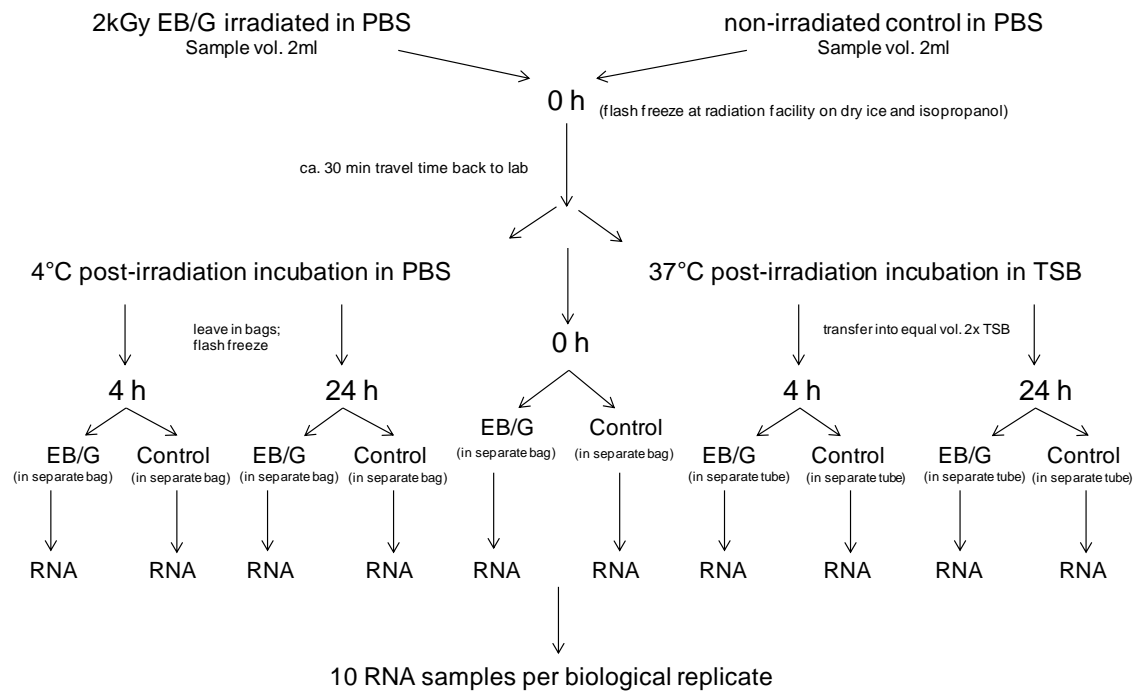 2kGy EB/G irradiated in PBS
Sample vol. 2ml
non-irradiated control in PBS
Sample vol. 2ml
0 h (flash freeze at radiation facility on dry ice and isopropanol)
ca. 30 min travel time back to lab
4°C post-irradiation incubation in PBS
37°C post-irradiation incubation in TSB
leave in bags;
flash freeze
transfer into equal vol. 2x TSB
0 h
4 h
24 h
4 h
24 h
EB/G
(in separate bag)
Control
(in separate bag)
EB/G
(in separate bag)
Control
(in separate bag)
EB/G
(in separate bag)
Control
(in separate bag)
EB/G
(in separate tube)
Control
(in separate tube)
EB/G
(in separate tube)
Control
(in separate tube)
RNA
RNA
RNA
RNA
RNA
RNA
RNA
RNA
RNA
RNA
10 RNA samples per biological replicate